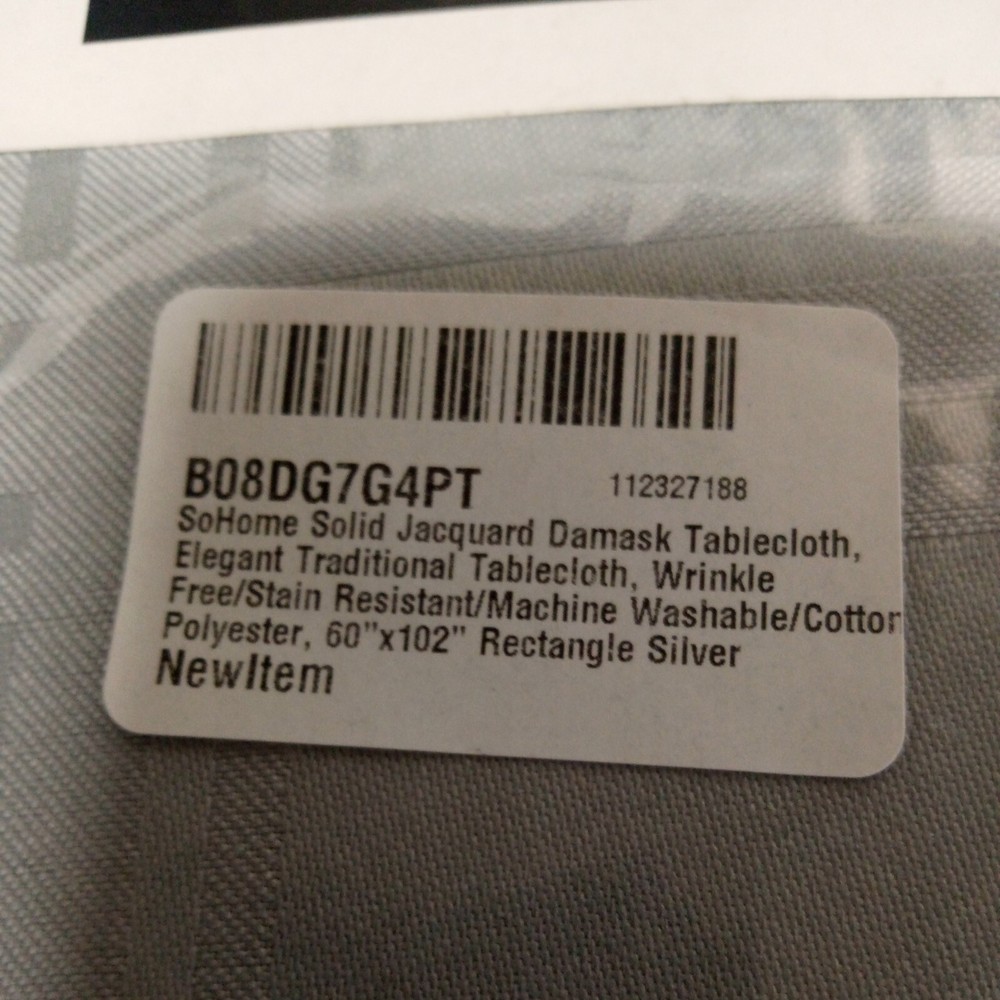 B08DG7G4PT 112327188
SoHome Solid Jacquard Damask Tablecloth,
Elegant Traditional Tablecloth, Wrinkle
Free/Stain Resistant/Machine Washable/Cotton
Polyester, 60"x102" Rectangle Silver
NewItem